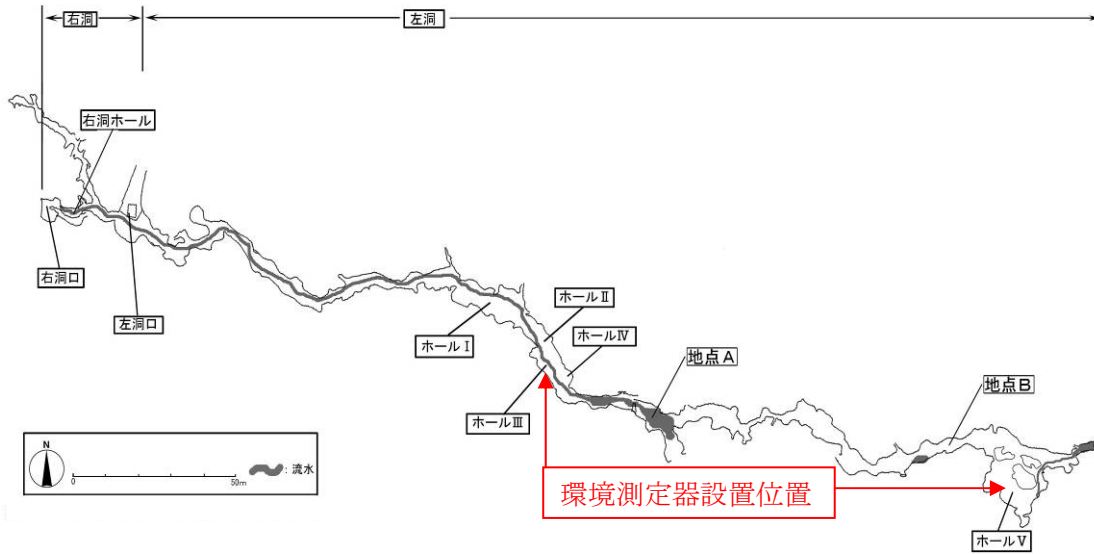 右洞
左洞
右洞ホール
右洞口
左洞口
ホールⅠ
ホールⅡ
ホールⅣ
ホールⅢ
地点A
地点B
環境測定器設置位置
ホールⅤ
N
0
50m
: 流水